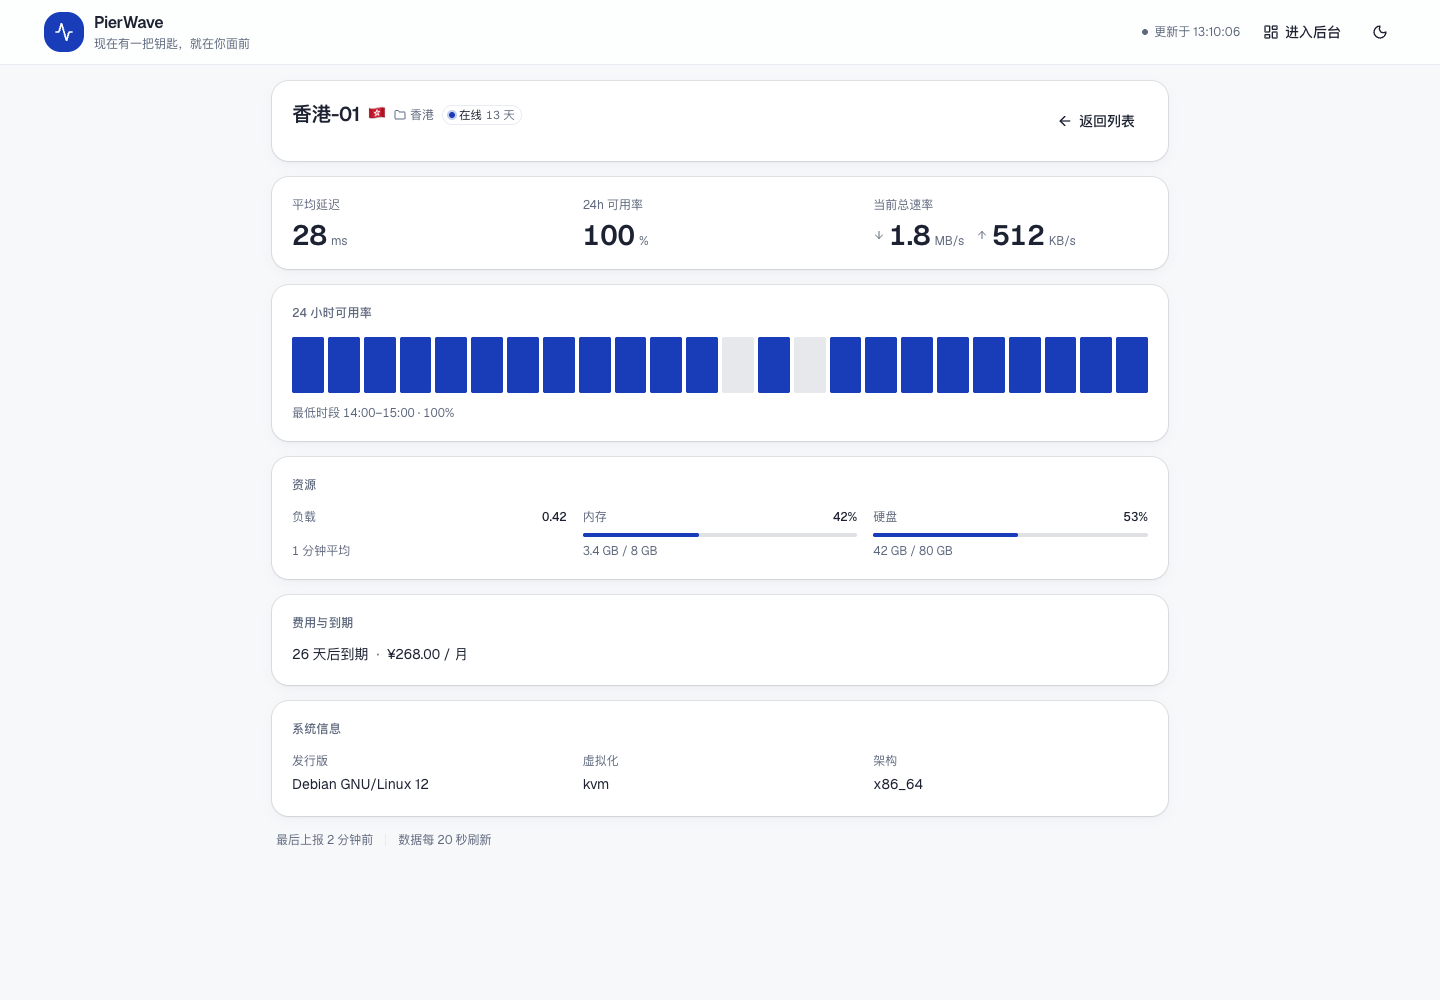 PierWave
现在有一把钥匙，就在你面前
更新于 13:10:06
进入后台
香港-01
香港
在线 13 天
返回列表
平均延迟
28 ms
24h 可用率
100 %
当前总速率
↓ 1.8 MB/s ↑ 512 KB/s
24 小时可用率
最低时段 14:00–15:00 · 100%
资源
负载 0.42
1 分钟平均
内存 42%
3.4 GB / 8 GB
硬盘 53%
42 GB / 80 GB
费用与到期
26 天后到期 · ¥268.00 / 月
系统信息
发行版
Debian GNU/Linux 12
虚拟化
kvm
架构
x86_64
最后上报 2 分钟前
数据每 20 秒刷新